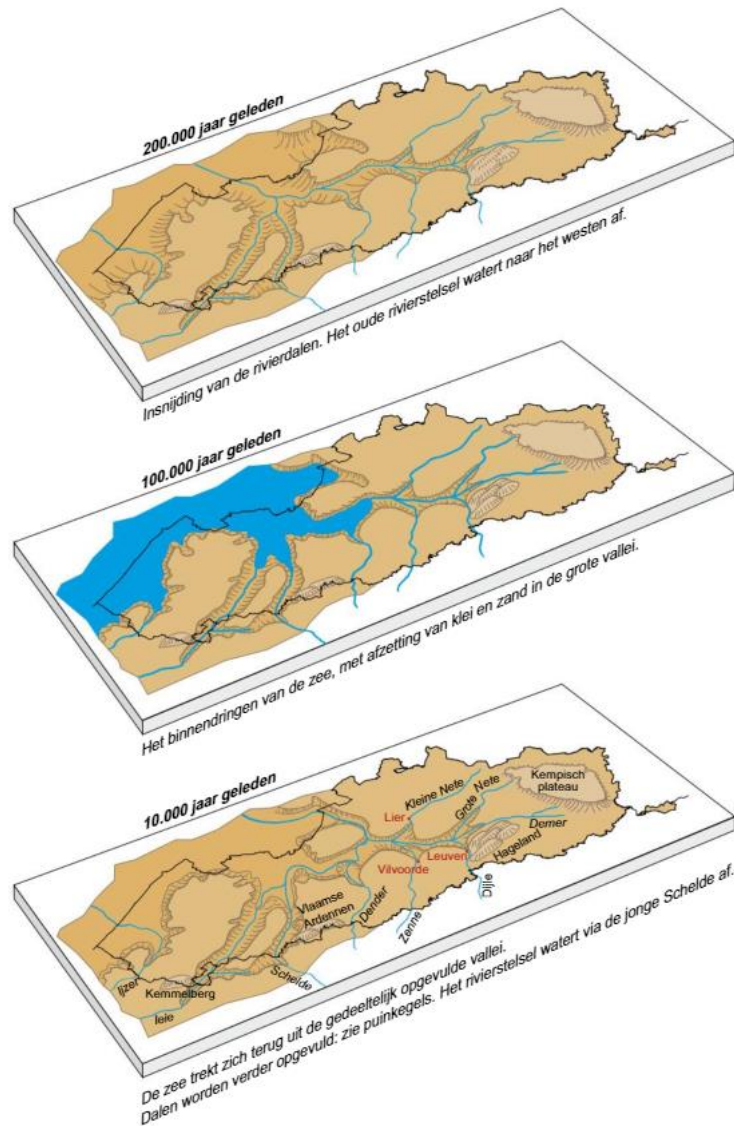 200.000 jaar geleden
Insnijding van de rivierdalen. Het oude rivierstelsel watert naar het westen af.
100.000 jaar geleden
Het binnendringen van de zee, met afzetting van klei en zand in de grote vallei.
10.000 jaar geleden
Kempisch
plateau
Kleine Nete
Grote Nete
Lier
Demer
Hageland
Leuven
Vilvoorde
Dijle
Vlaamse
Ardennen
Dender
Zenne
Schelde
Ijzer
Kemmelberg
leie
De zee trekt zich terug uit de gedeeltelijk opgevulde vallei.
Dalen worden verder opgevuld: zie puinkegels. Het rivierstelsel watert via de jonge Schelde af.